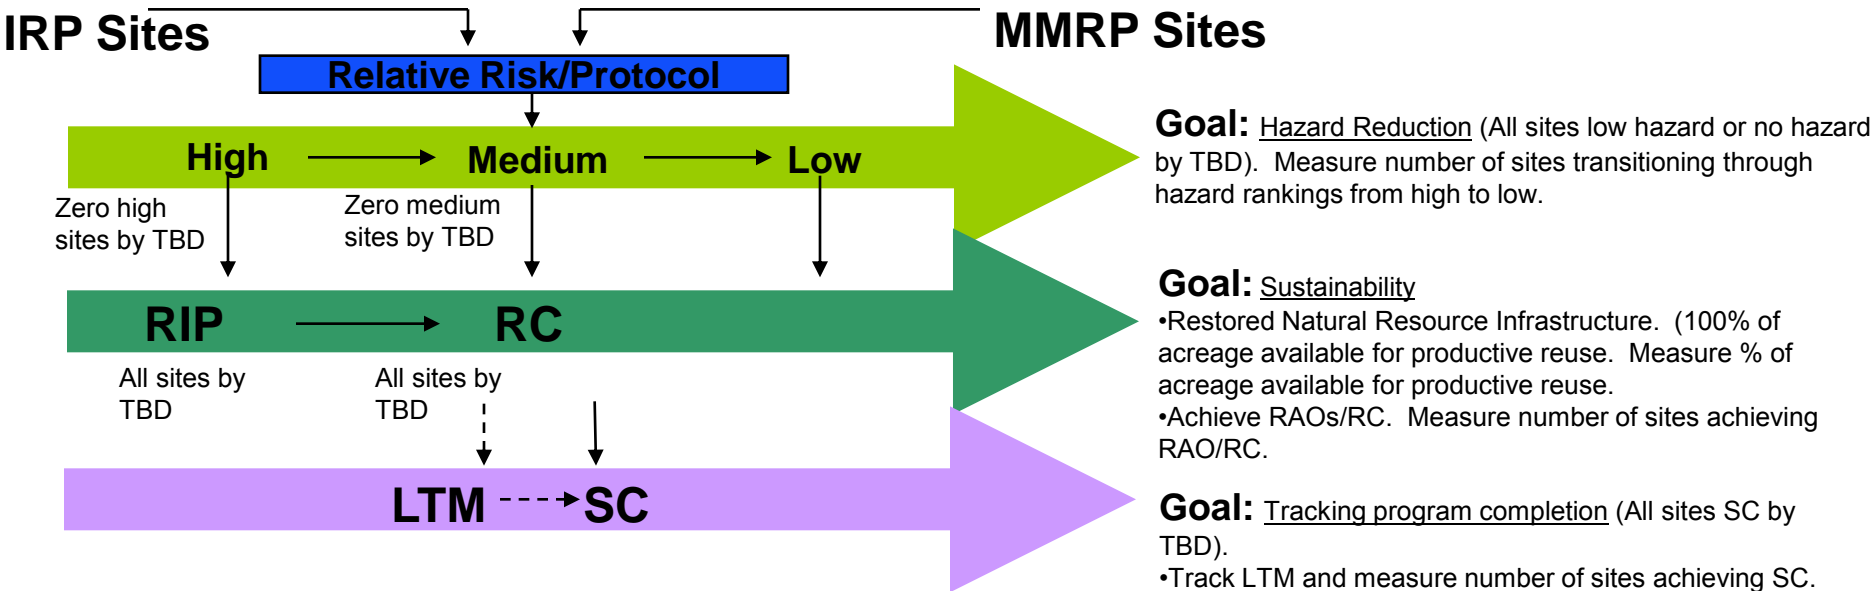 IRP Sites
MMRP Sites
Relative Risk/Protocol
High
Medium
Low
Zero high
sites by TBD
Zero medium
sites by TBD
Goal: Hazard Reduction (All sites low hazard or no hazard
by TBD).  Measure number of sites transitioning through
hazard rankings from high to low.
RIP
RC
All sites by
TBD
All sites by
TBD
Goal: Sustainability
•Restored Natural Resource Infrastructure.  (100% of
acreage available for productive reuse.  Measure % of
acreage available for productive reuse.
•Achieve RAOs/RC.  Measure number of sites achieving
RAO/RC.
LTM
SC
Goal: Tracking program completion (All sites SC by
TBD).
•Track LTM and measure number of sites achieving SC.